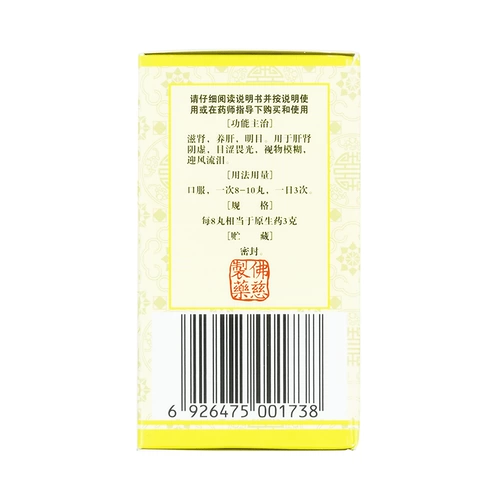 请仔细阅读说明书并按说明使
用或在药师指导下购买和使用
[功能主治]
滋肾，养肝，明目。用于肝肾
阴虚，目涩畏光，视物模糊，
迎风流泪。
[用法用量]
口服，一次8-10丸，一日3次。
[规 格]
每8丸相当于原生药3克
[贮 藏]
密封。
佛慈
製藥
6 926475 001738